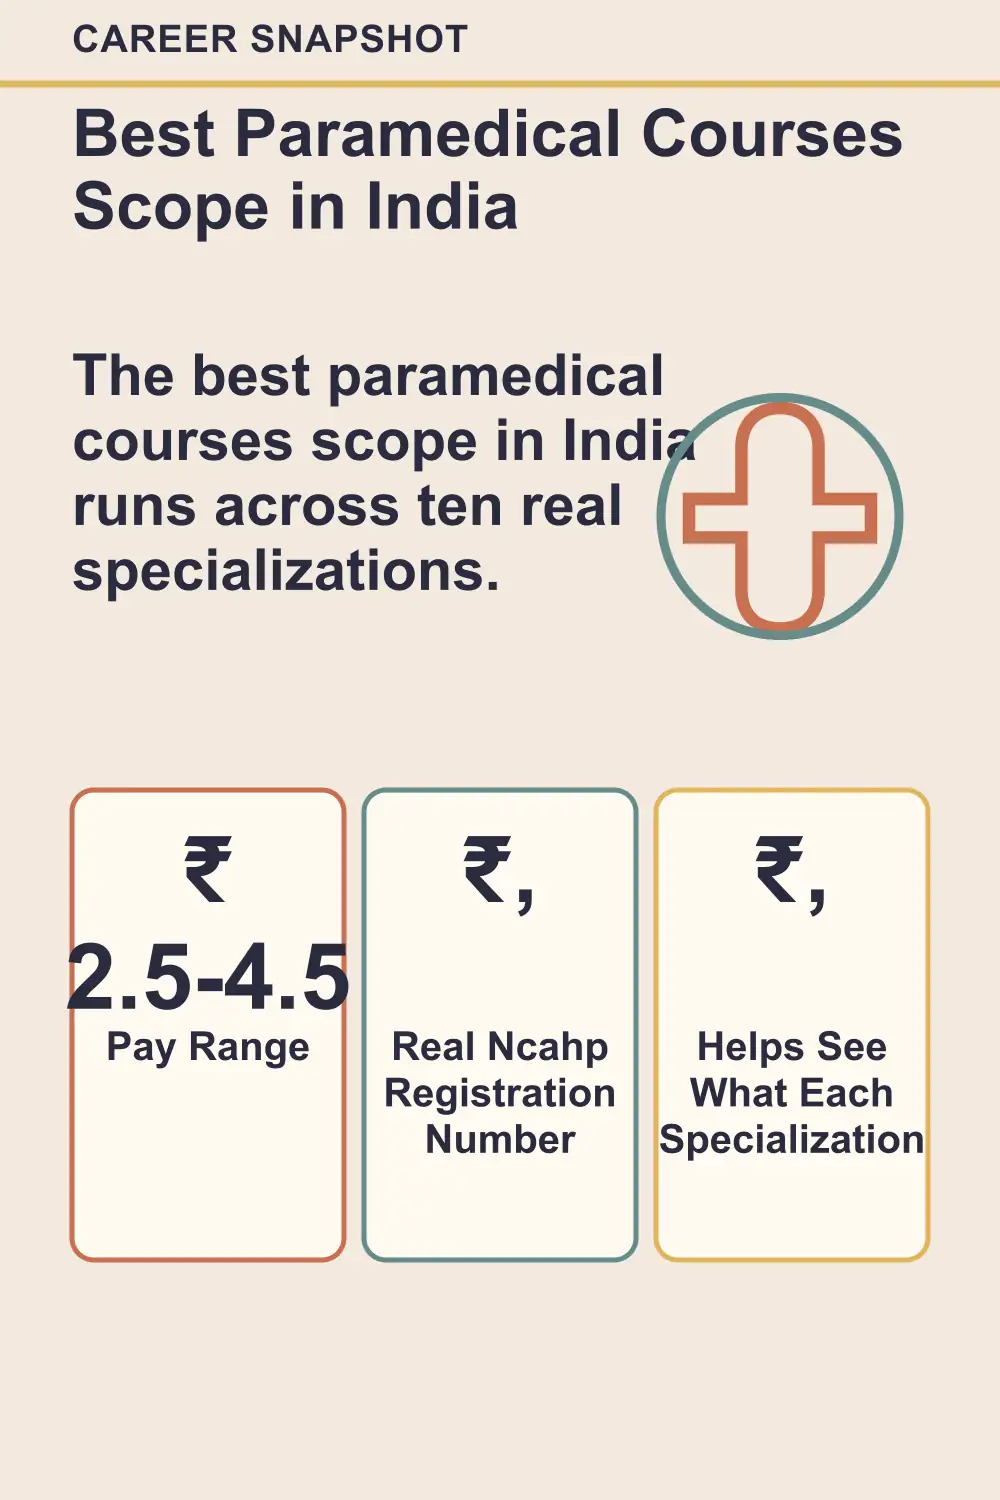 CAREER SNAPSHOT
Best Paramedical Courses
Scope in India
The best paramedical
courses scope in India
runs across ten real
specializations.
₹
2.5-4.5
Pay Range
₹,
Real Ncahp
Registration
Number
₹,
Helps See
What Each
Specialization